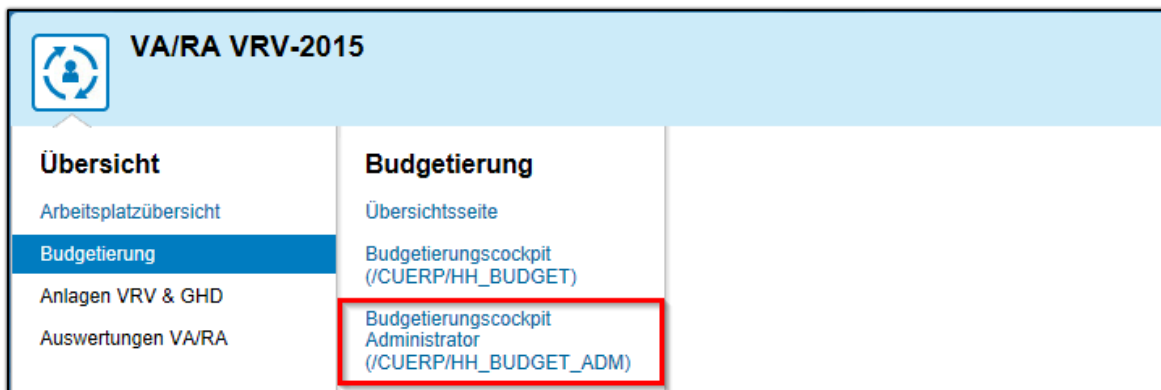 VA/RA VRV-2015
Übersicht
Arbeitsplatzübersicht
Budgetierung
Anlagen VRV & GHD
Auswertungen VA/RA
Budgetierung
Übersichtsseite
Budgetierungscockpit
(/CUERP/HH_BUDGET)
Budgetierungscockpit
Administrator
(/CUERP/HH_BUDGET_ADM)